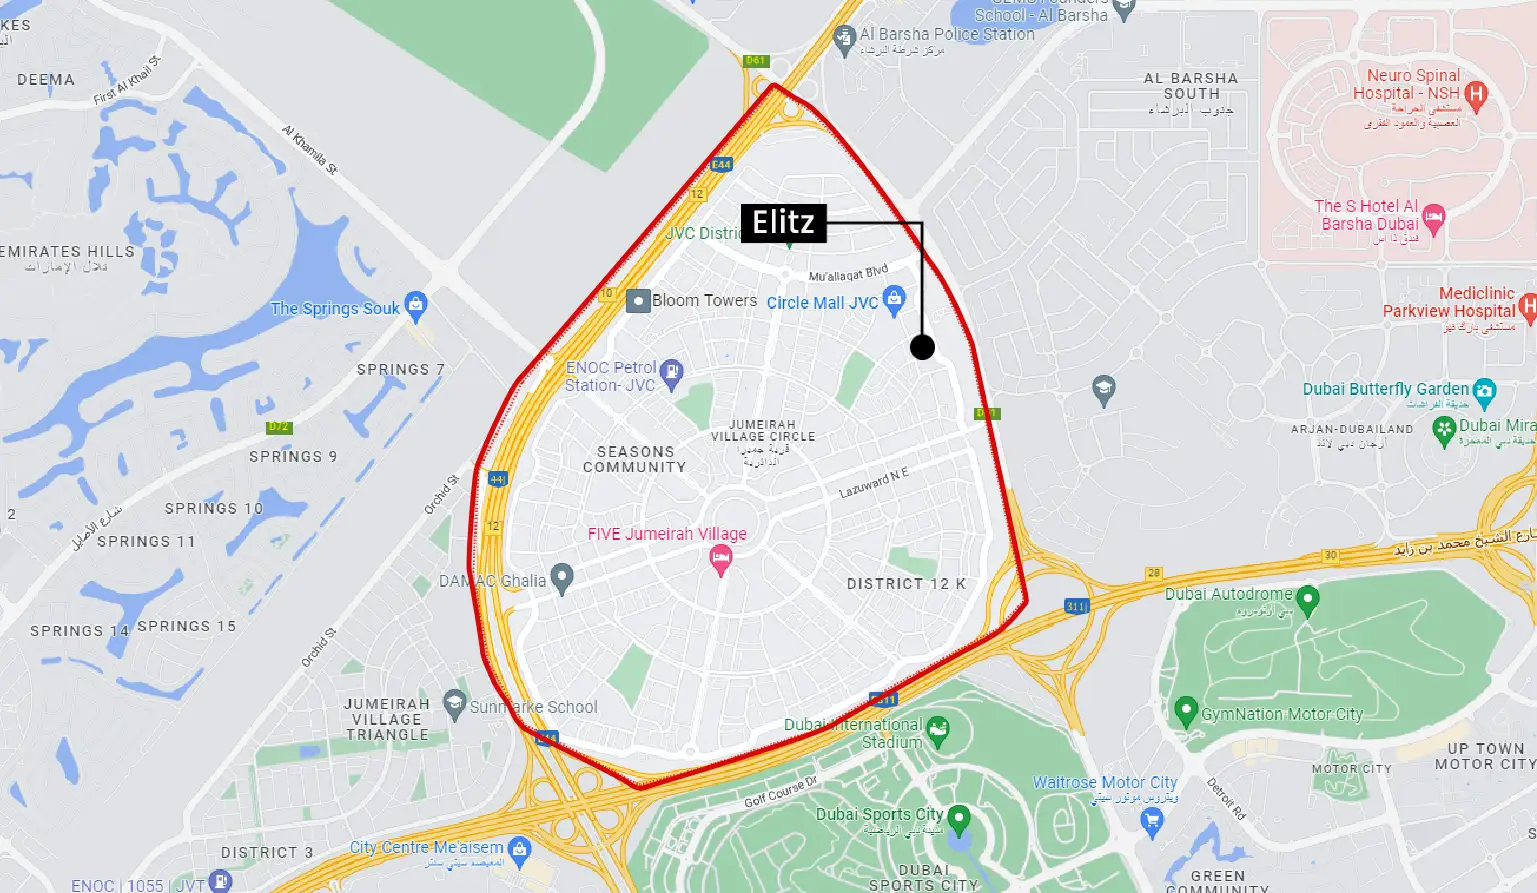 KES
DEEMA
First Al Khail St
Al Khamila St
D61
Al Barsha Police Station
مركز شرطة البرشاء
School - Al Barsha
AL BARSHA
SOUTH
جنوب البرشاء
Neuro Spinal
Hospital - NSH
مستشفى الجراحة
العصبية والعمود الفقري
E44
12
The S Hotel Al
Barsha Dubai
فندق ذا اس
Elitz
JVC Distric
EMIRATES HILLS
تلال الإمارات
Mu'allaqat Blvd
The Springs Souk
10
Bloom Towers
Circle Mall JVC
Mediclinic
Parkview Hospital
مستشفى بارك فيو
SPRINGS 7
ENOC Petrol
Station- JVC
Dubai Butterfly Garden
حديقة الفراشات
D72
SPRINGS 9
JUMEIRAH
VILLAGE CIRCLE
قرية جميرا
الدائرية
ARJAN-DUBAILAND
ارجان دبي لاند
Dubai Mira
حديقة دبي المعجزة
SEASONS
COMMUNITY
44
Orchid St
Lazuward N E
2
SPRINGS 10
شارع الأصايل
12
SPRINGS 11
FIVE Jumeirah Village
شارع الشيخ محمد بن زايد
30
28
DAMAC Ghalia
DISTRICT 12 K
Dubai Autodrome
دبي أوتودروم
311
SPRINGS 14
SPRINGS 15
Orchid St
JUMEIRAH
VILLAGE
TRIANGLE
Sunmarke School
E311
GymNation Motor City
Dubai International
Stadium
E44
UP TOWN
MOTOR CITY
MOTOR CITY
Golf Course Dr
Waitrose Motor City
ويتروس موتور سيتي
Detroit Rd
Dubai Sports City
مدينة دبي الرياضية
DISTRICT 3
City Centre Me'aisem
المعيصم سيتي سنتر
DUBAI
SPORTS CITY
ENOC | 1055 | JVT
GREEN
COMMUNITY